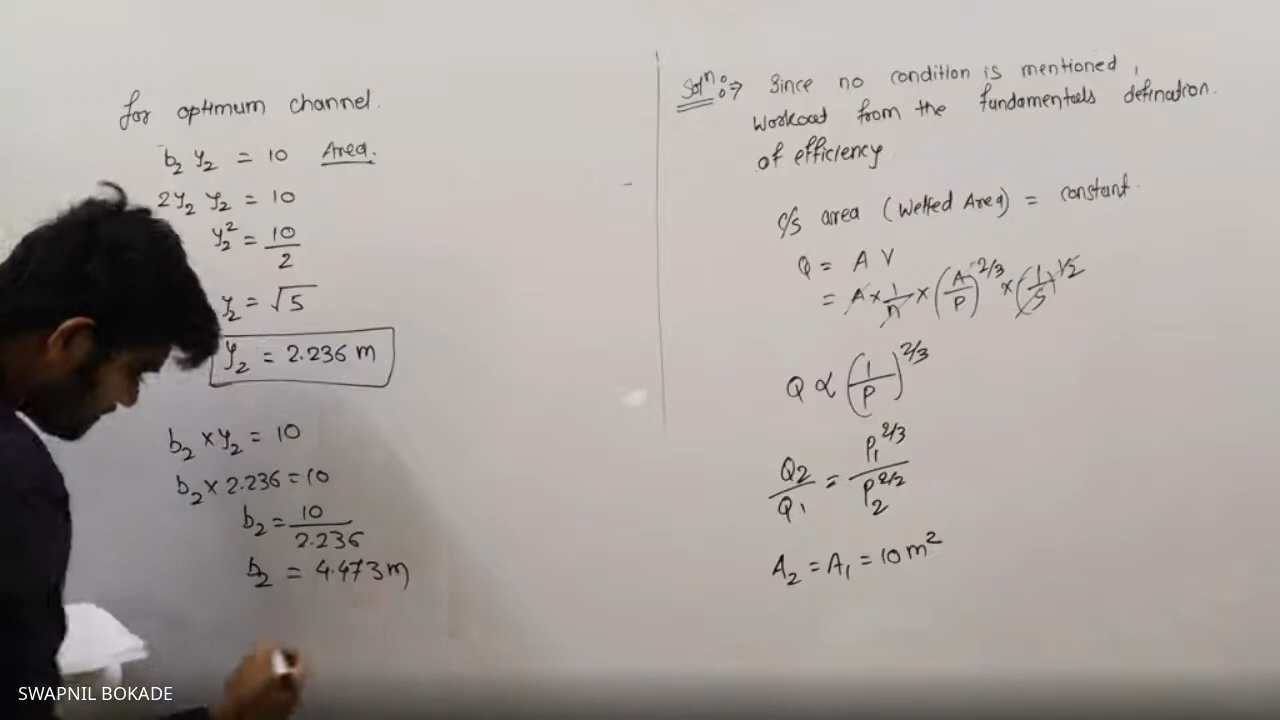 for optimum channel.
b₂ y₂ = 10 Area.
2y₂ y₂ = 10
y₂² = 10/2
y₂ = √5
y₂ = 2.236 m
b₂ × y₂ = 10
b₂ × 2.236 = 10
b₂ = 10/2.236
b₂ = 4.473 m
Solⁿ:→ Since no condition is mentioned,
workout from the fundamentals defination.
of efficiency
c/s area (Wetted Area) = constant.
Q = A V
= A × 1/n × (A/P)^2/3 × (1/S)^1/2
Q ∝ (1/P)^2/3
Q₂/Q₁ = P₁^2/3 / P₂^2/2
A₂ = A₁ = 10 m²
SWAPNIL BOKADE